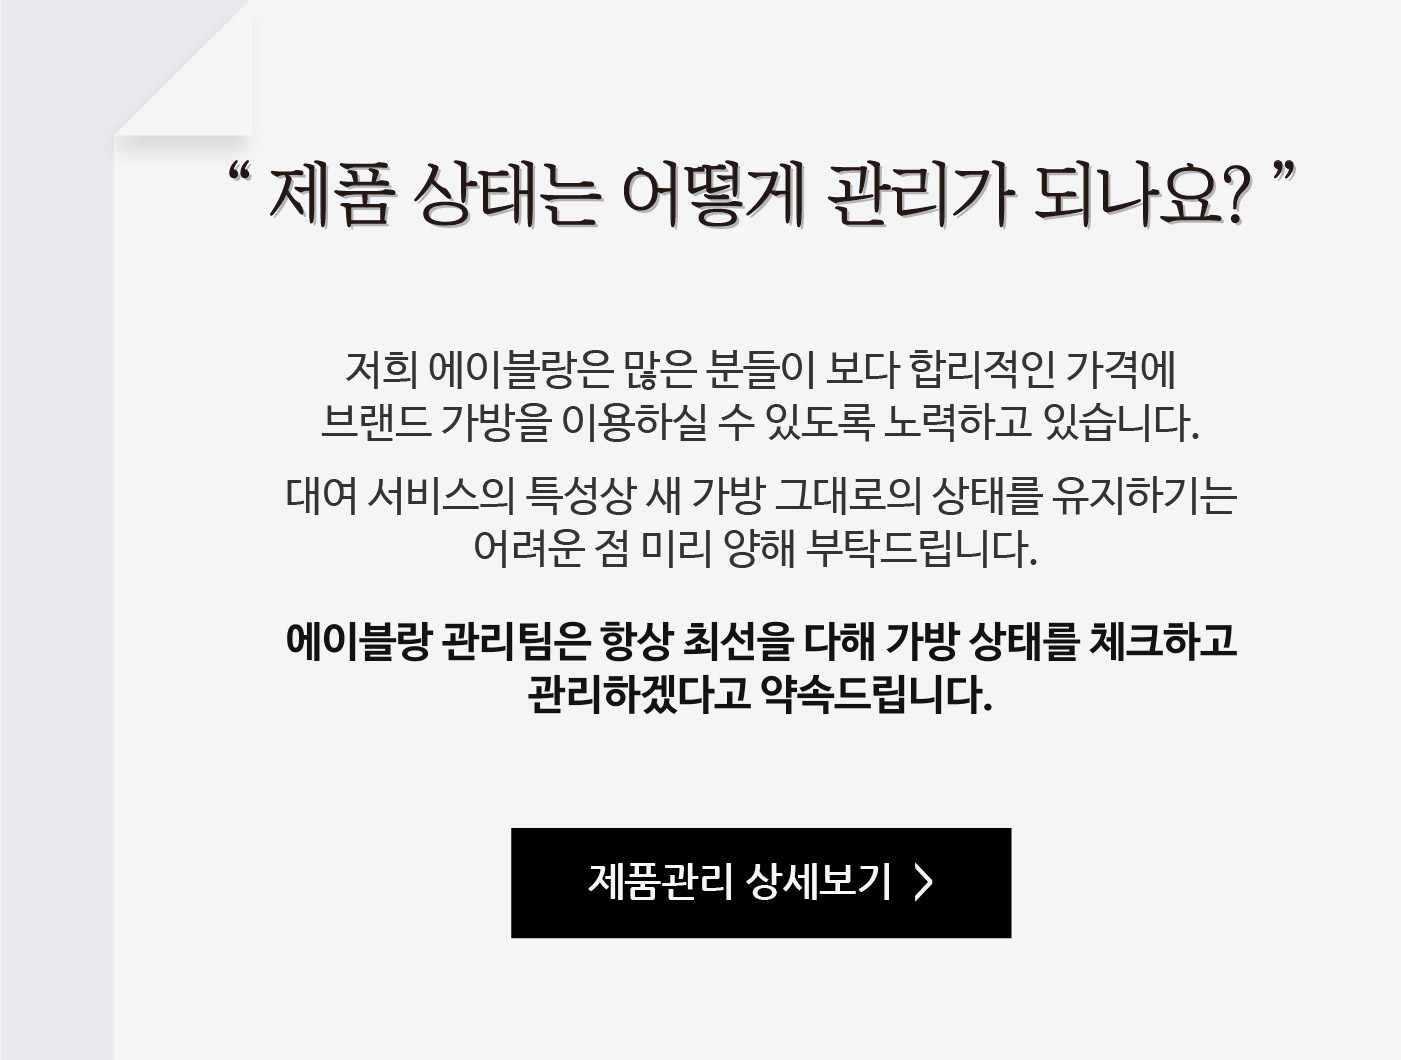 “ 제품 상태는 어떻게 관리가 되나요? ”
저희 에이블랑은 많은 분들이 보다 합리적인 가격에
브랜드 가방을 이용하실 수 있도록 노력하고 있습니다.
대여 서비스의 특성상 새 가방 그대로의 상태를 유지하기는
어려운 점 미리 양해 부탁드립니다.
에이블랑 관리팀은 항상 최선을 다해 가방 상태를 체크하고
관리하겠다고 약속드립니다.
제품관리 상세보기 >